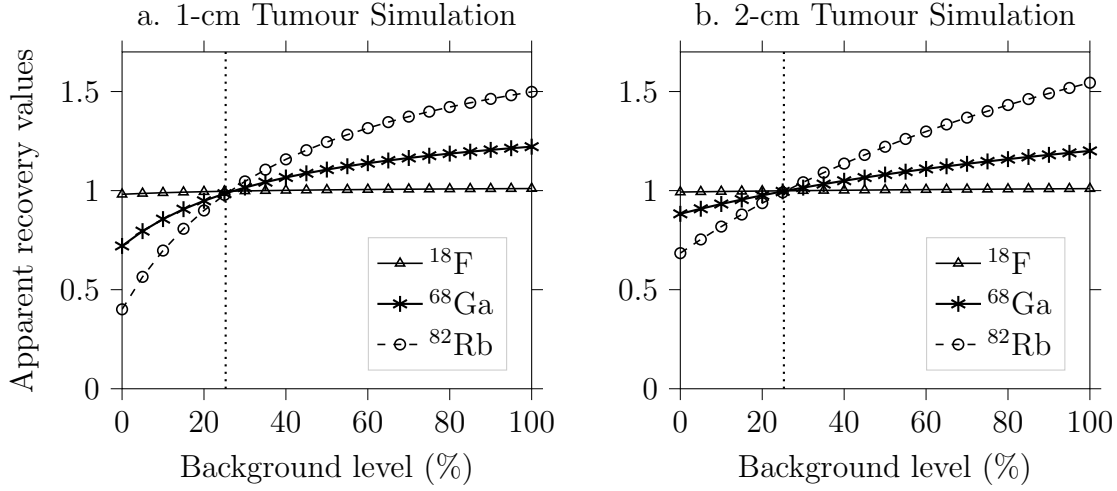 a. 1-cm Tumour Simulation
Apparent recovery values
1.5
1
0.5
0
0 20 40 60 80 100
Background level (%)
¹⁸F
⁶⁸Ga
⁸²Rb
b. 2-cm Tumour Simulation
1.5
1
0.5
0
0 20 40 60 80 100
Background level (%)
¹⁸F
⁶⁸Ga
⁸²Rb